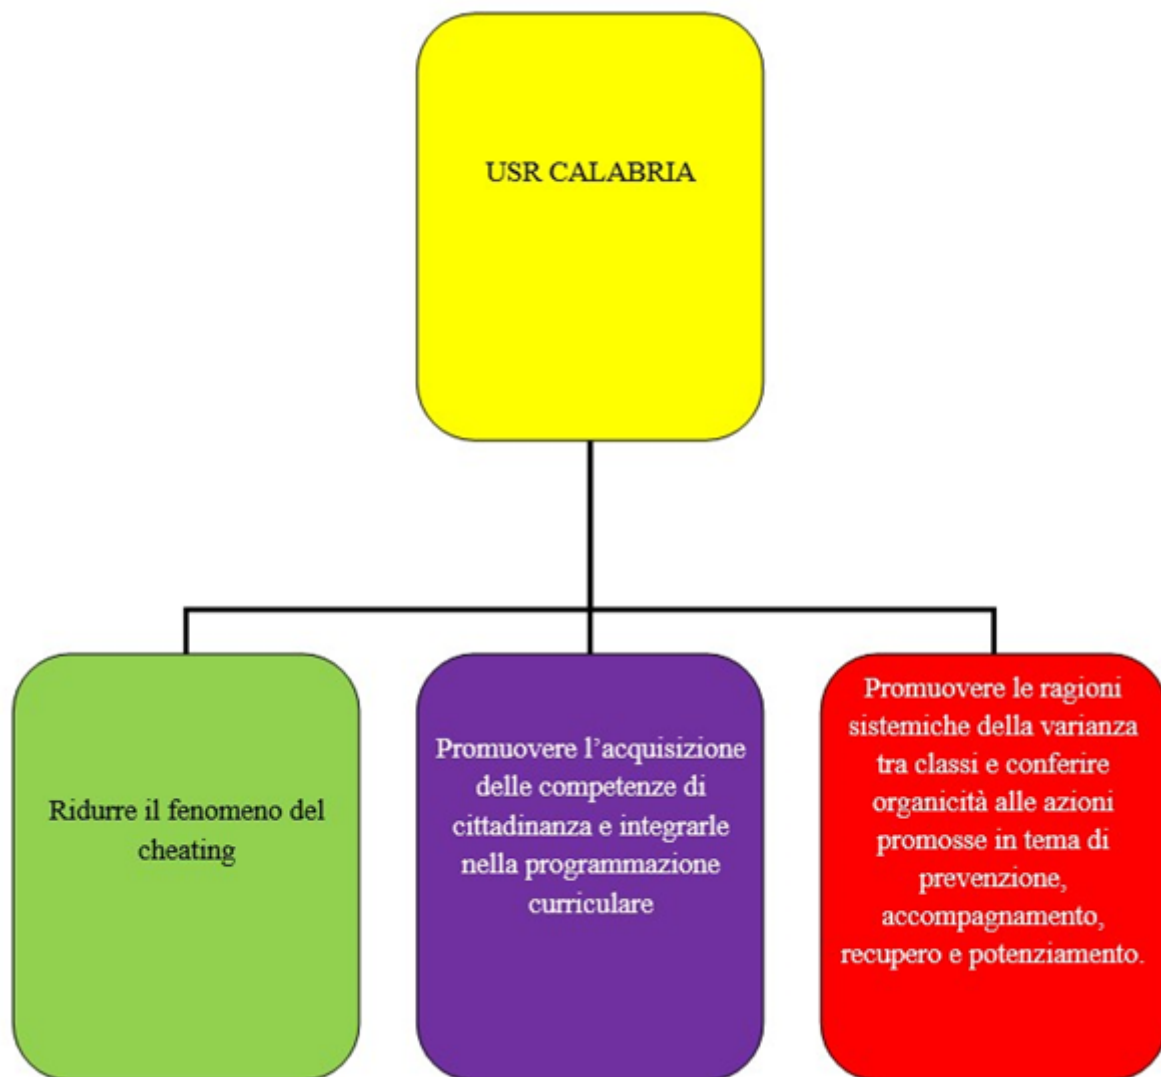 USR CALABRIA
Ridurre il fenomeno del
cheating
Promuovere l’acquisizione
delle competenze di
cittadinanza e integrarle
nella programmazione
curriculare
Promuovere le ragioni
sistemiche della varianza
tra classi e conferire
organicità alle azioni
promosse in tema di
prevenzione,
accompagnamento,
recupero e potenziamento.